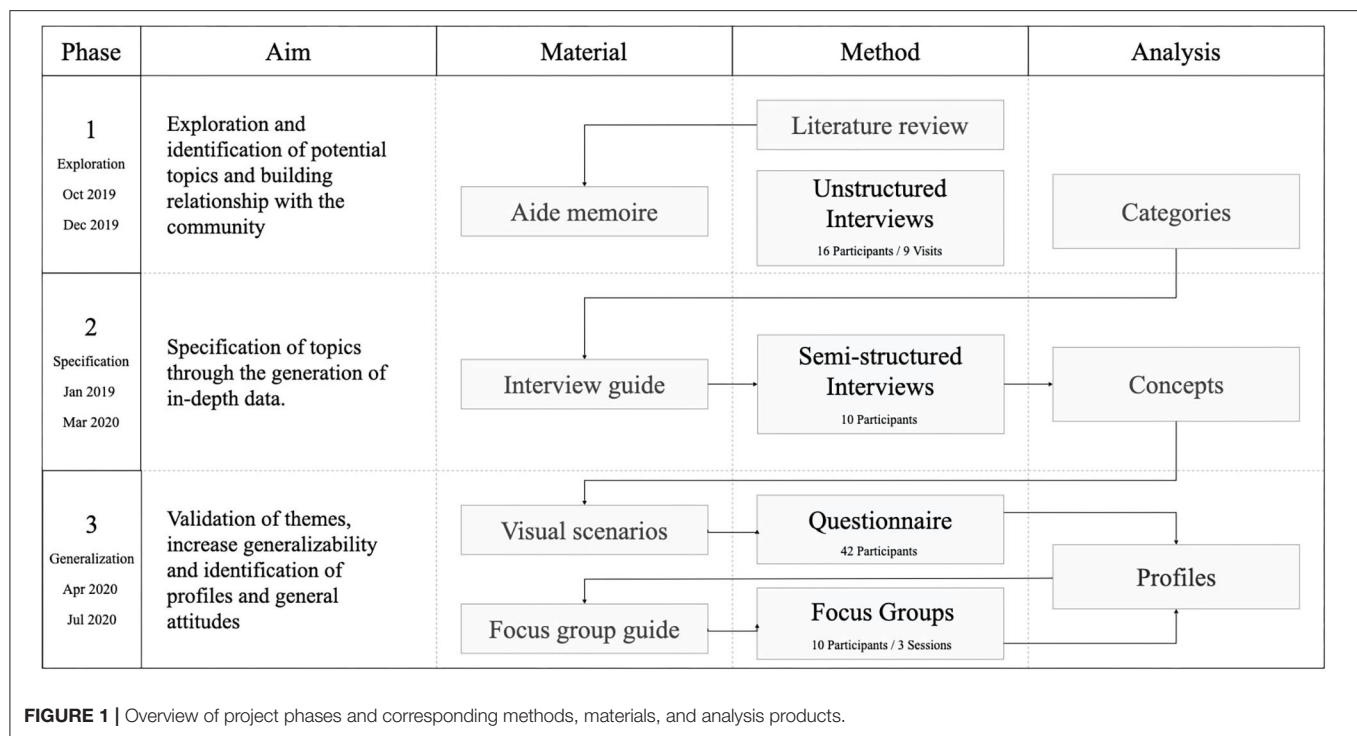 Phase
Aim
Material
Method
Analysis
1
Exploration
Oct 2019
Dec 2019
Exploration and
identification of potential
topics and building
relationship with the
community
Aide memoire
Literature review
Unstructured
Interviews
16 Participants / 9 Visits
Categories
2
Specification
Jan 2019
Mar 2020
Specification of topics
through the generation of
in-depth data.
Interview guide
Semi-structured
Interviews
10 Participants
Concepts
3
Generalization
Apr 2020
Jul 2020
Validation of themes,
increase generalizability
and identification of
profiles and general
attitudes
Visual scenarios
Questionnaire
42 Participants
Profiles
Focus group guide
Focus Groups
10 Participants / 3 Sessions
FIGURE 1 | Overview of project phases and corresponding methods, materials, and analysis products.